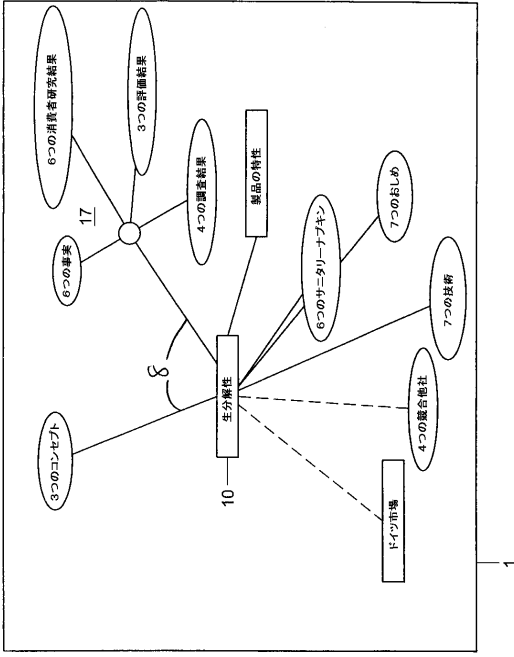 6つの消費者研究結果
3つの評価結果
6つの事実
17
4つの調査結果
製品の特性
8
3つのコンセプト
生分解性
10
6つのサニタリーナプキン
7つのおしめ
7つの技術
4つの競合他社
ドイツ市場
1